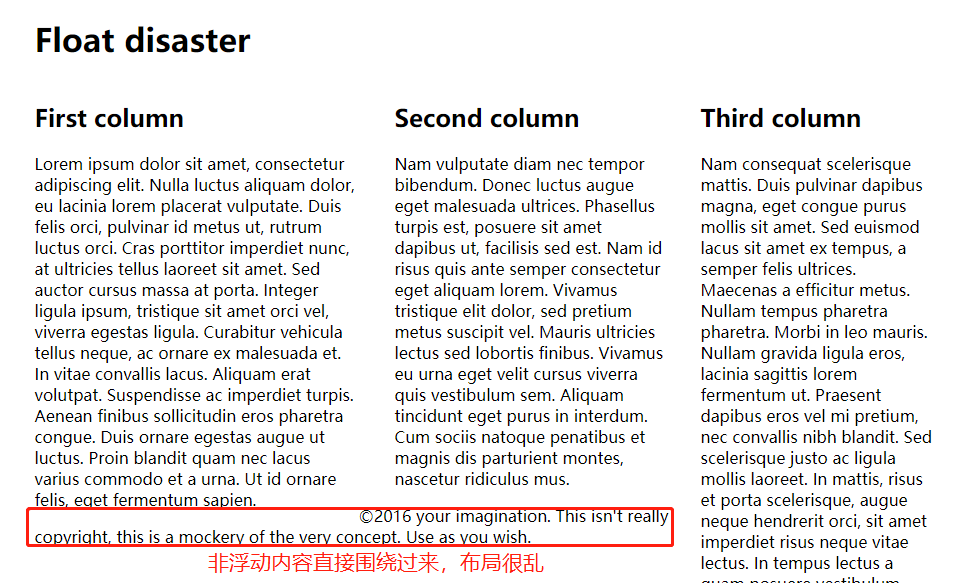 Float disaster
First column
Lorem ipsum dolor sit amet, consectetur
adipiscing elit. Nulla luctus aliquam dolor,
eu lacinia lorem placerat vulputate. Duis
felis orci, pulvinar id metus ut, rutrum
luctus orci. Cras porttitor imperdiet nunc,
at ultricies tellus laoreet sit amet. Sed
auctor cursus massa at porta. Integer
ligula ipsum, tristique sit amet orci vel,
viverra egestas ligula. Curabitur vehicula
tellus neque, ac ornare ex malesuada et.
In vitae convallis lacus. Aliquam erat
volutpat. Suspendisse ac imperdiet turpis.
Aenean finibus sollicitudin eros pharetra
congue. Duis ornare egestas augue ut
luctus. Proin blandit quam nec lacus
varius commodo et a urna. Ut id ornare
felis, eget fermentum sapien.
Second column
Nam vulputate diam nec tempor
bibendum. Donec luctus augue
eget malesuada ultrices. Phasellus
turpis est, posuere sit amet
dapibus ut, facilisis sed est. Nam id
risus quis ante semper consectetur
eget aliquam lorem. Vivamus
tristique elit dolor, sed pretium
metus suscipit vel. Mauris ultricies
lectus sed lobortis finibus. Vivamus
eu urna eget velit cursus viverra
quis vestibulum sem. Aliquam
tincidunt eget purus in interdum.
Cum sociis natoque penatibus et
magnis dis parturient montes,
nascetur ridiculus mus.
Third column
Nam consequat scelerisque
mattis. Duis pulvinar dapibus
magna, eget congue purus
mollis sit amet. Sed euismod
lacus sit amet ex tempus, a
semper felis ultrices.
Maecenas a efficitur metus.
Nullam tempus pharetra
pharetra. Morbi in leo mauris.
Nullam gravida ligula eros,
lacinia sagittis lorem
fermentum ut. Praesent
dapibus eros vel mi pretium,
nec convallis nibh blandit. Sed
scelerisque justo ac ligula
mollis laoreet. In mattis, risus
et porta scelerisque, augue
neque hendrerit orci, sit amet
imperdiet risus neque vitae
lectus. In tempus lectus a
quam posuere vestibulum
©2016 your imagination. This isn't really
copyright, this is a mockery of the very concept. Use as you wish.
非浮动内容直接围绕过来，布局很乱